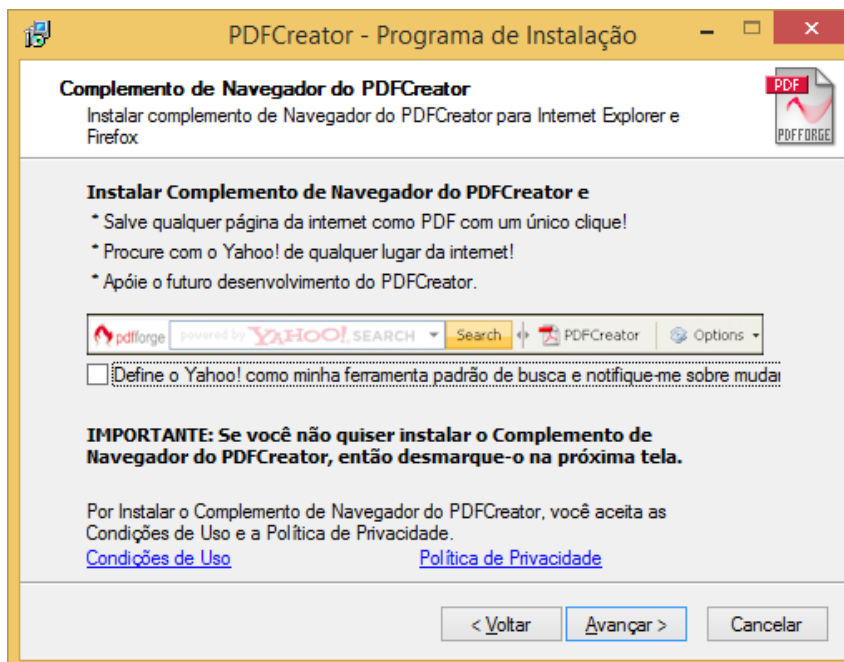 PDFCreator - Programa de Instalação
Complemento de Navegador do PDFCreator
Instalar complemento de Navegador do PDFCreator para Internet Explorer e
Firefox
PDF
PDFFORGE
Instalar Complemento de Navegador do PDFCreator e
* Salve qualquer página da internet como PDF com um único clique!
* Procure com o Yahoo! de qualquer lugar da internet!
* Apóie o futuro desenvolvimento do PDFCreator.
pdfforge powered by YAHOO! SEARCH Search PDFCreator Options
Define o Yahoo! como minha ferramenta padrão de busca e notifique-me sobre mudar
IMPORTANTE: Se você não quiser instalar o Complemento de
Navegador do PDFCreator, então desmarque-o na próxima tela.
Por Instalar o Complemento de Navegador do PDFCreator, você aceita as
Condições de Uso e a Política de Privacidade.
Condições de Uso Política de Privacidade
< Voltar Avançar > Cancelar